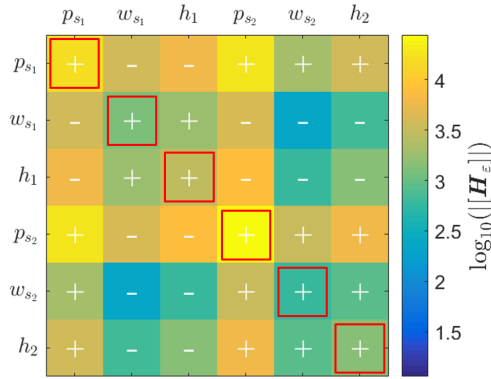 p_{s_1} w_{s_1} h_1 p_{s_2} w_{s_2} h_2
p_{s_1} + - - + + +
w_{s_1} - + + - - -
h_1 - + + - - -
p_{s_2} + - - + + +
w_{s_2} + - - + + +
h_2 + - - + + +
4
3.5
3
2.5
2
1.5
log_{10}(||[H_ε]||)